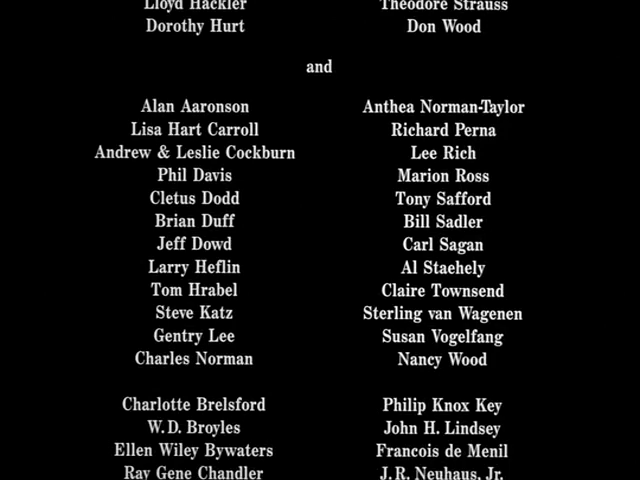 Lloyd Hackler Theodore Strauss
Dorothy Hurt Don Wood
and
Alan Aaronson Anthea Norman-Taylor
Lisa Hart Carroll Richard Perna
Andrew & Leslie Cockburn Lee Rich
Phil Davis Marion Ross
Cletus Dodd Tony Safford
Brian Duff Bill Sadler
Jeff Dowd Carl Sagan
Larry Heflin Al Staehely
Tom Hrabel Claire Townsend
Steve Katz Sterling van Wagenen
Gentry Lee Susan Vogelfang
Charles Norman Nancy Wood
Charlotte Brelsford Philip Knox Key
W.D. Broyles John H. Lindsey
Ellen Wiley Bywaters Francois de Menil
Ray Gene Chandler J.R. Neuhaus, Jr.